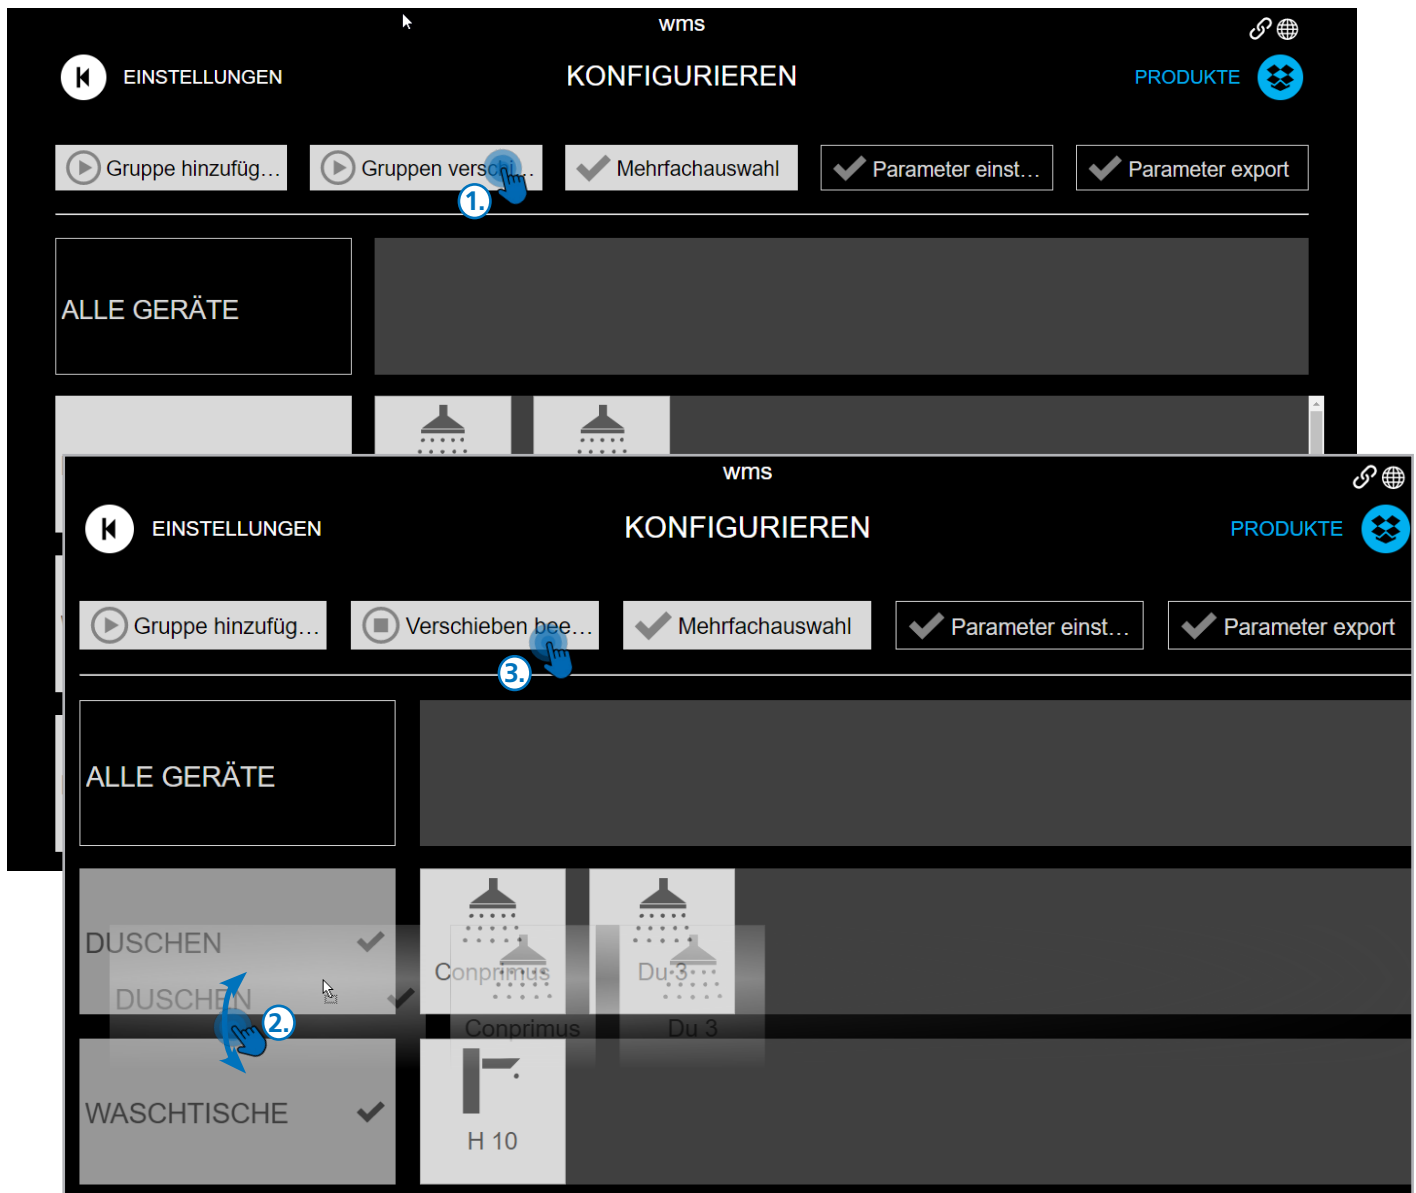 wms
EINSTELLUNGEN
KONFIGURIEREN
PRODUKTE
Gruppe hinzufüg...
Gruppen verschi...
Mehrfachauswahl
Parameter einst...
Parameter export
1.
ALLE GERÄTE
wms
EINSTELLUNGEN
KONFIGURIEREN
PRODUKTE
Gruppe hinzufüg...
Verschieben bee...
Mehrfachauswahl
Parameter einst...
Parameter export
3.
ALLE GERÄTE
DUSCHEN
Conprimus
Du 3
DUSCHEN
2.
Conprimus
Du 3
WASCHTISCHE
H 10